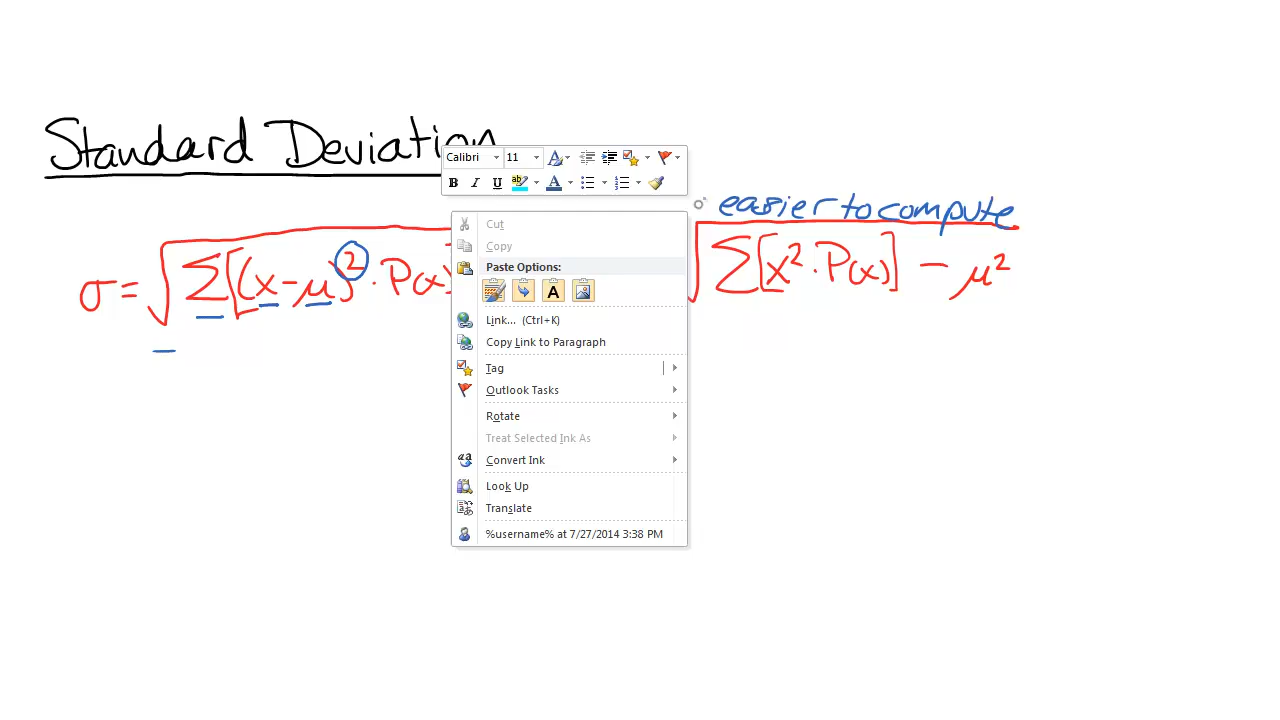 Standard Deviation
Calibri 11
B I U ab A
easier to compute
σ = √Σ[(x-μ)²·P(x)
√Σ[x²·P(x)] - μ²
Cut
Copy
Paste Options:
A
Link... (Ctrl+K)
Copy Link to Paragraph
Tag
Outlook Tasks
Rotate
Treat Selected Ink As
Convert Ink
Look Up
Translate
%username% at 7/27/2014 3:38 PM